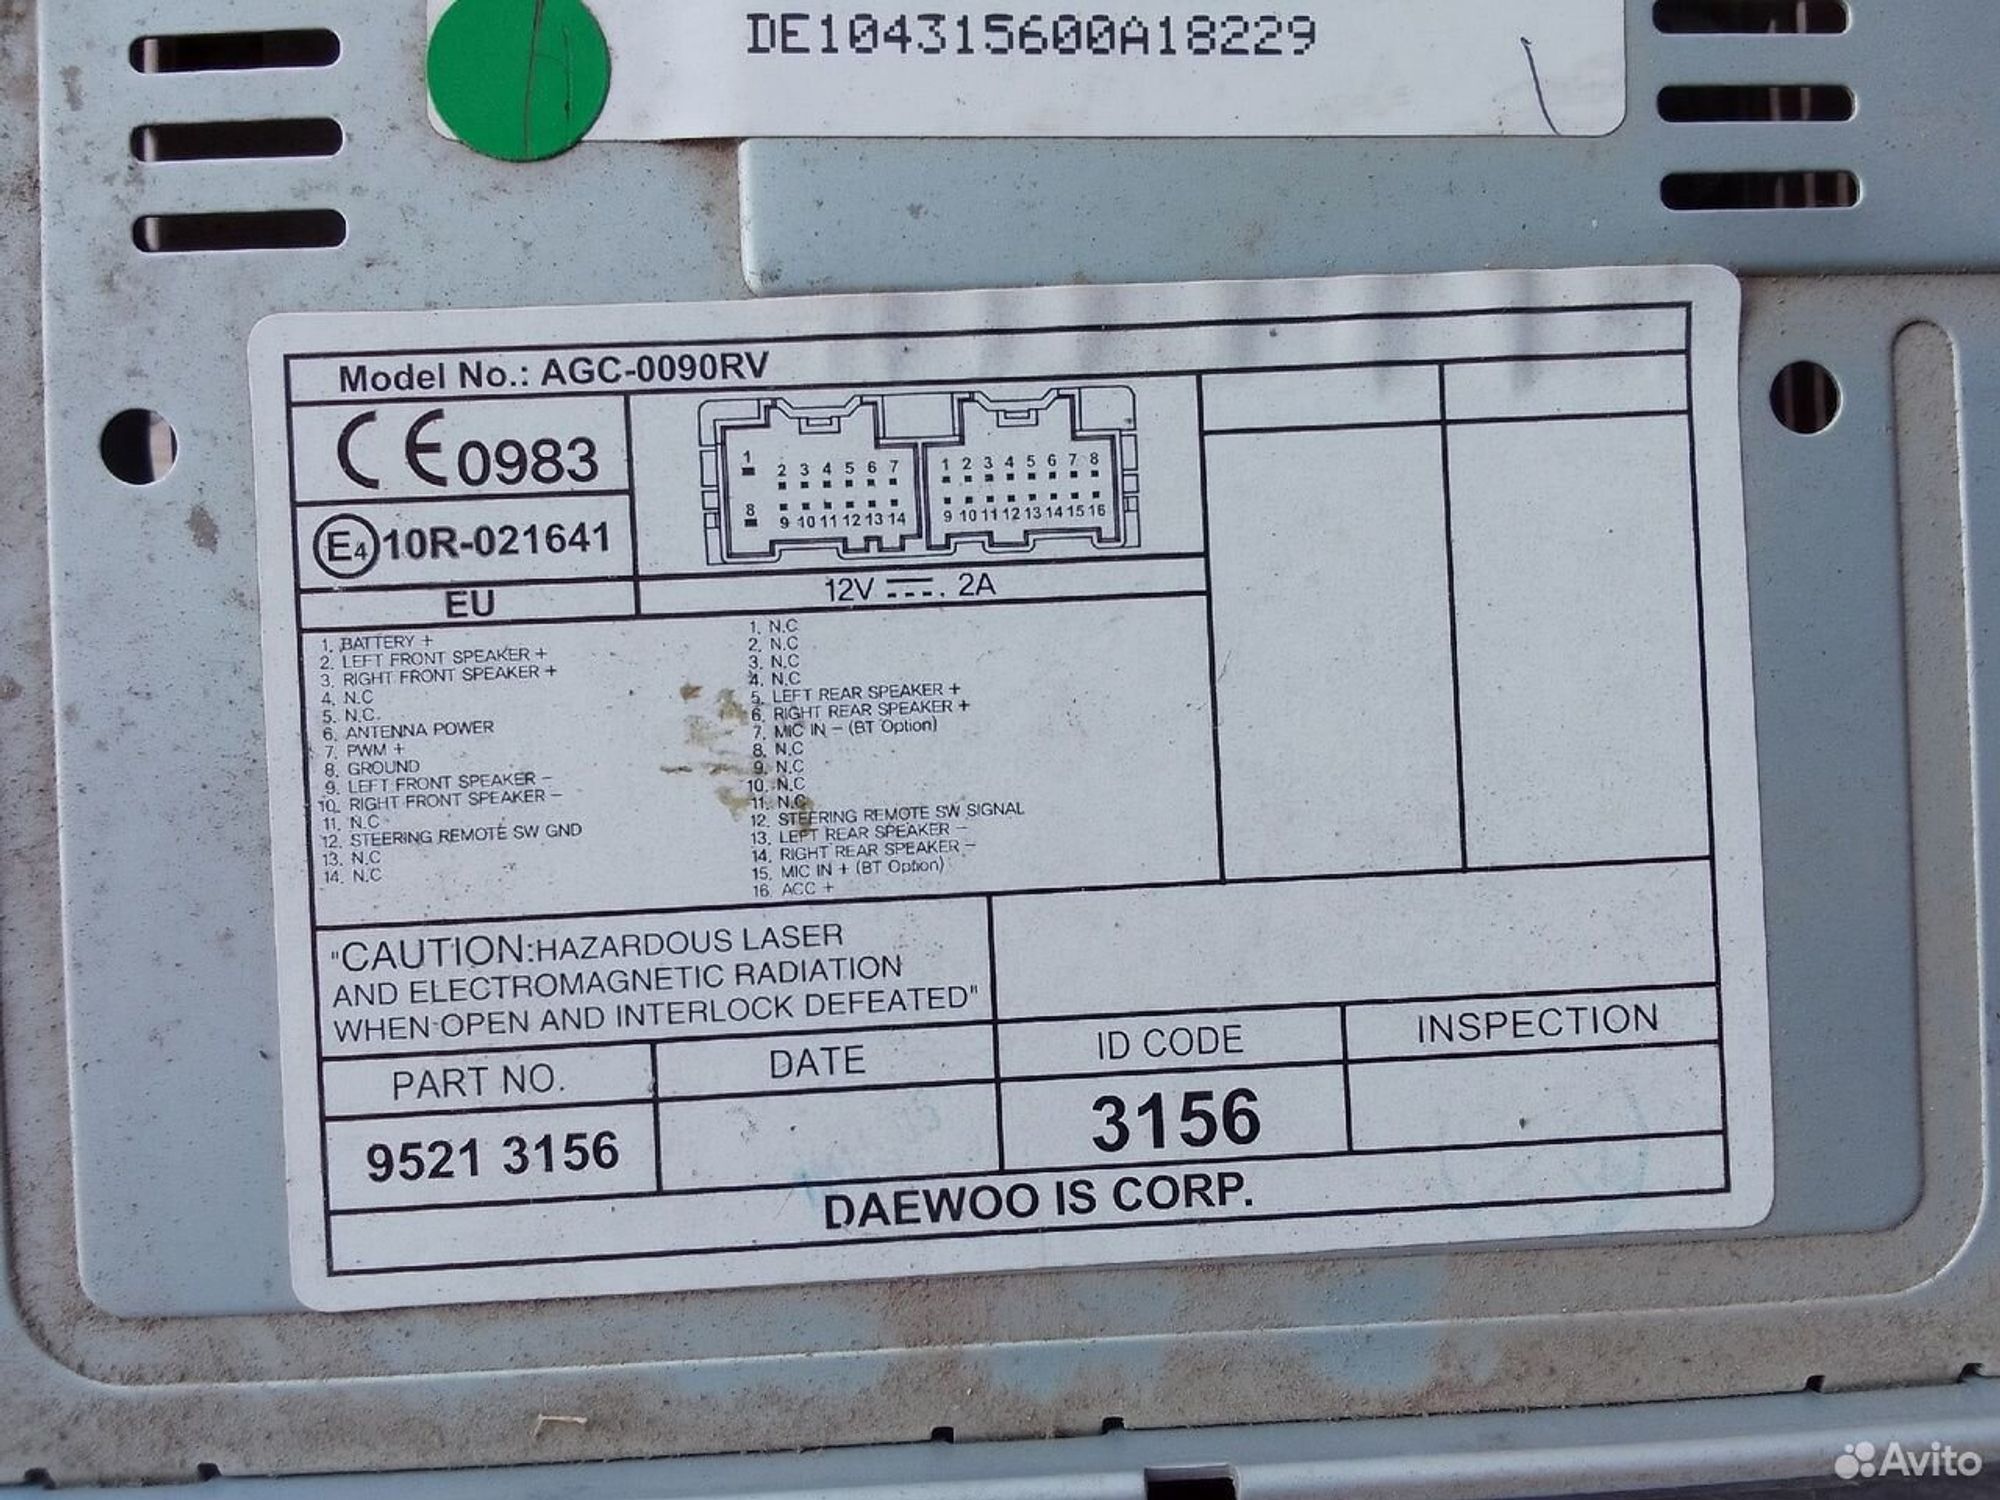 DE104315600A18229
Model No.: AGC-0090RV
CE0983
E4 10R-021641
EU
1 2 3 4 5 6 7
8 9 10 11 12 13 14
1 2 3 4 5 6 7 8
9 10 11 12 13 14 15 16
12V 2A
1. BATTERY +
2. LEFT FRONT SPEAKER +
3. RIGHT FRONT SPEAKER +
4. N.C
5. N.C.
6. ANTENNA POWER
7. PWM +
8. GROUND
9. LEFT FRONT SPEAKER -
10. RIGHT FRONT SPEAKER -
11. N.C
12. STEERING REMOTE SW GND
13. N.C
14. N.C
1. N.C
2. N.C
3. N.C
4. N.C
5. LEFT REAR SPEAKER +
6. RIGHT REAR SPEAKER +
7. MIC IN - (BT Option)
8. N.C
9. N.C
10. N.C
11. N.C
12. STEERING REMOTE SW SIGNAL
13. LEFT REAR SPEAKER -
14. RIGHT REAR SPEAKER -
15. MIC IN + (BT Option)
16. ACC +
"CAUTION:HAZARDOUS LASER
AND ELECTROMAGNETIC RADIATION
WHEN OPEN AND INTERLOCK DEFEATED"
PART NO.
9521 3156
DATE
ID CODE
3156
INSPECTION
DAEWOO IS CORP.
Avito